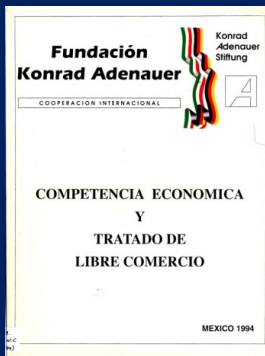 Fundación
Konrad Adenauer
Konrad
Adenauer
Stiftung
COOPERACION INTERNACIONAL
COMPETENCIA ECONOMICA
Y
TRATADO DE
LIBRE COMERCIO
MEXICO 1994